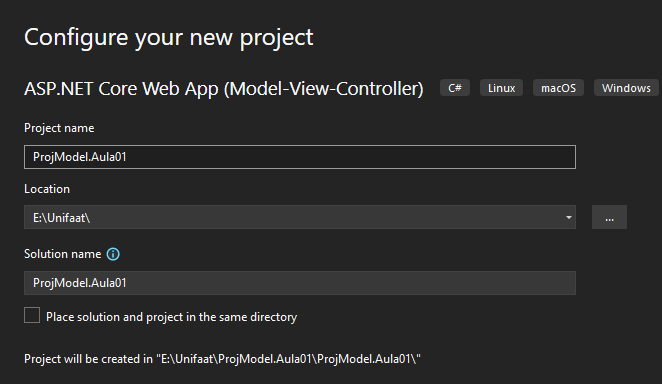 Configure your new project
ASP.NET Core Web App (Model-View-Controller) C# Linux macOS Windows
Project name
ProjModel.Aula01
Location
E:\Unifaat\
...
Solution name
ProjModel.Aula01
Place solution and project in the same directory
Project will be created in "E:\Unifaat\ProjModel.Aula01\ProjModel.Aula01\"